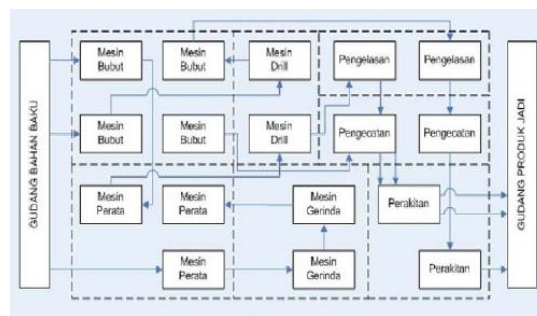 GUDANG BAHAN BAKU
Mesin
Bubut
Mesin
Bubut
Mesin
Drill
Pengelasan
Pengelasan
Mesin
Bubut
Mesin
Bubut
Mesin
Drill
Pengecatan
Pengecatan
Mesin
Perata
Mesin
Perata
Mesin
Gerinda
Perakitan
Mesin
Perata
Mesin
Gerinda
Perakitan
GUDANG PRODUK JADI